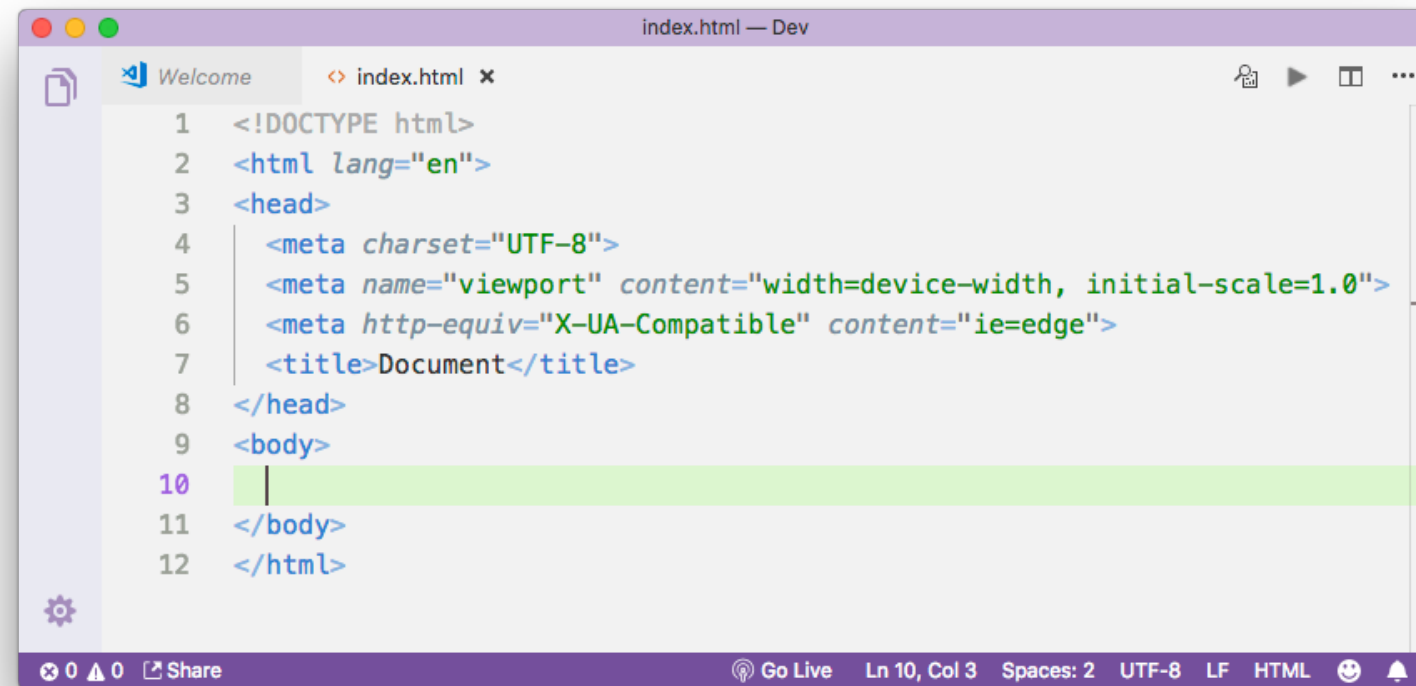 index.html — Dev
Welcome index.html
1 <!DOCTYPE html>
2 <html lang="en">
3 <head>
4   <meta charset="UTF-8">
5   <meta name="viewport" content="width=device-width, initial-scale=1.0">
6   <meta http-equiv="X-UA-Compatible" content="ie=edge">
7   <title>Document</title>
8 </head>
9 <body>
10
11 </body>
12 </html>
0 0 Share Go Live Ln 10, Col 3 Spaces: 2 UTF-8 LF HTML